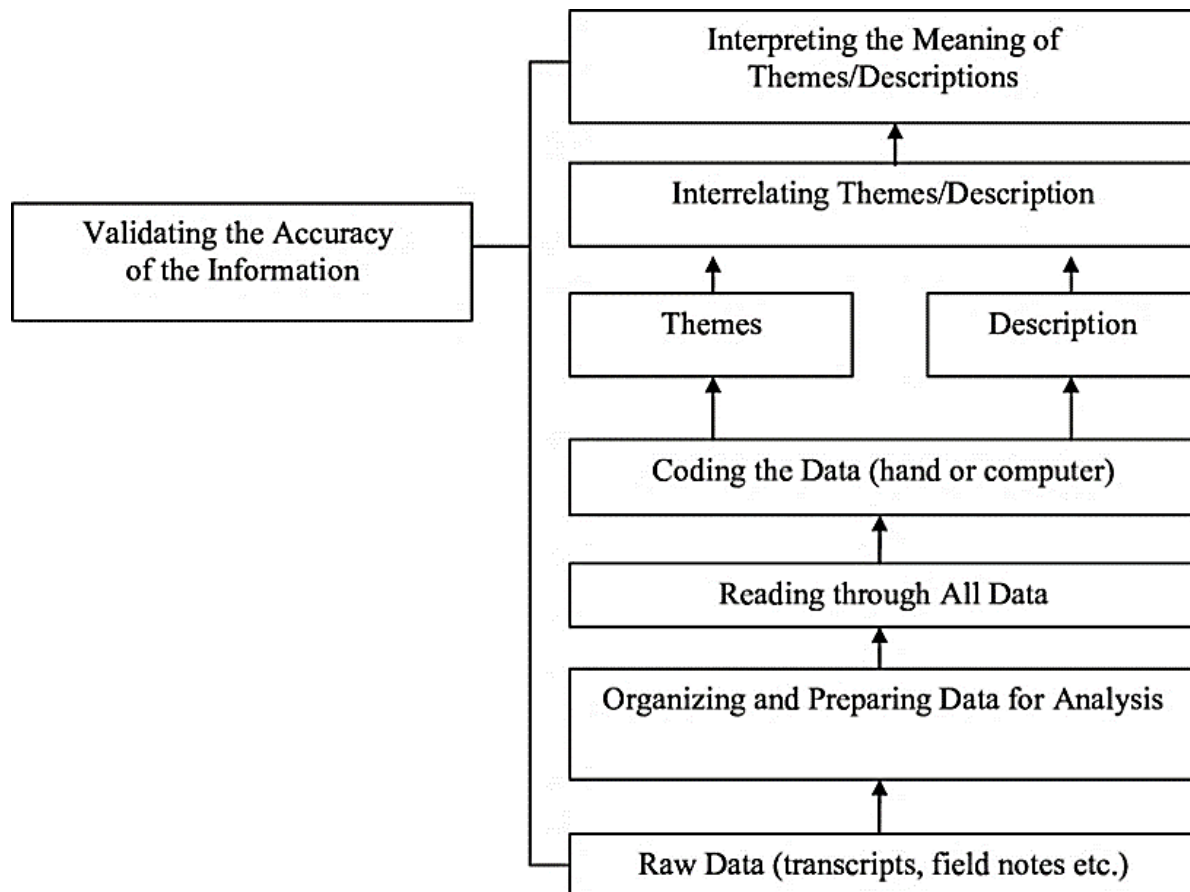 Interpreting the Meaning of
Themes/Descriptions
Interrelating Themes/Description
Validating the Accuracy
of the Information
Themes
Description
Coding the Data (hand or computer)
Reading through All Data
Organizing and Preparing Data for Analysis
Raw Data (transcripts, field notes etc.)